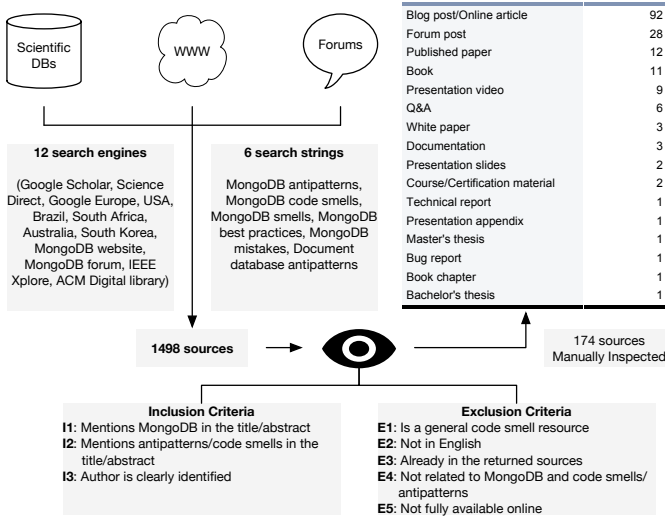 Scientific
DBs
WWW
Forums
12 search engines
(Google Scholar, Science
Direct, Google Europe, USA,
Brazil, South Africa,
Australia, South Korea,
MongoDB website,
MongoDB forum, IEEE
Xplore, ACM Digital library)
6 search strings
MongoDB antipatterns,
MongoDB code smells,
MongoDB smells, MongoDB
best practices, MongoDB
mistakes, Document
database antipatterns
Blog post/Online article 92
Forum post 28
Published paper 12
Book 11
Presentation video 9
Q&A 6
White paper 3
Documentation 3
Presentation slides 2
Course/Certification material 2
Technical report 1
Presentation appendix 1
Master's thesis 1
Bug report 1
Book chapter 1
Bachelor's thesis 1
1498 sources
174 sources
Manually Inspected
Inclusion Criteria
I1: Mentions MongoDB in the title/abstract
I2: Mentions antipatterns/code smells in the
title/abstract
I3: Author is clearly identified
Exclusion Criteria
E1: Is a general code smell resource
E2: Not in English
E3: Already in the returned sources
E4: Not related to MongoDB and code smells/
antipatterns
E5: Not fully available online